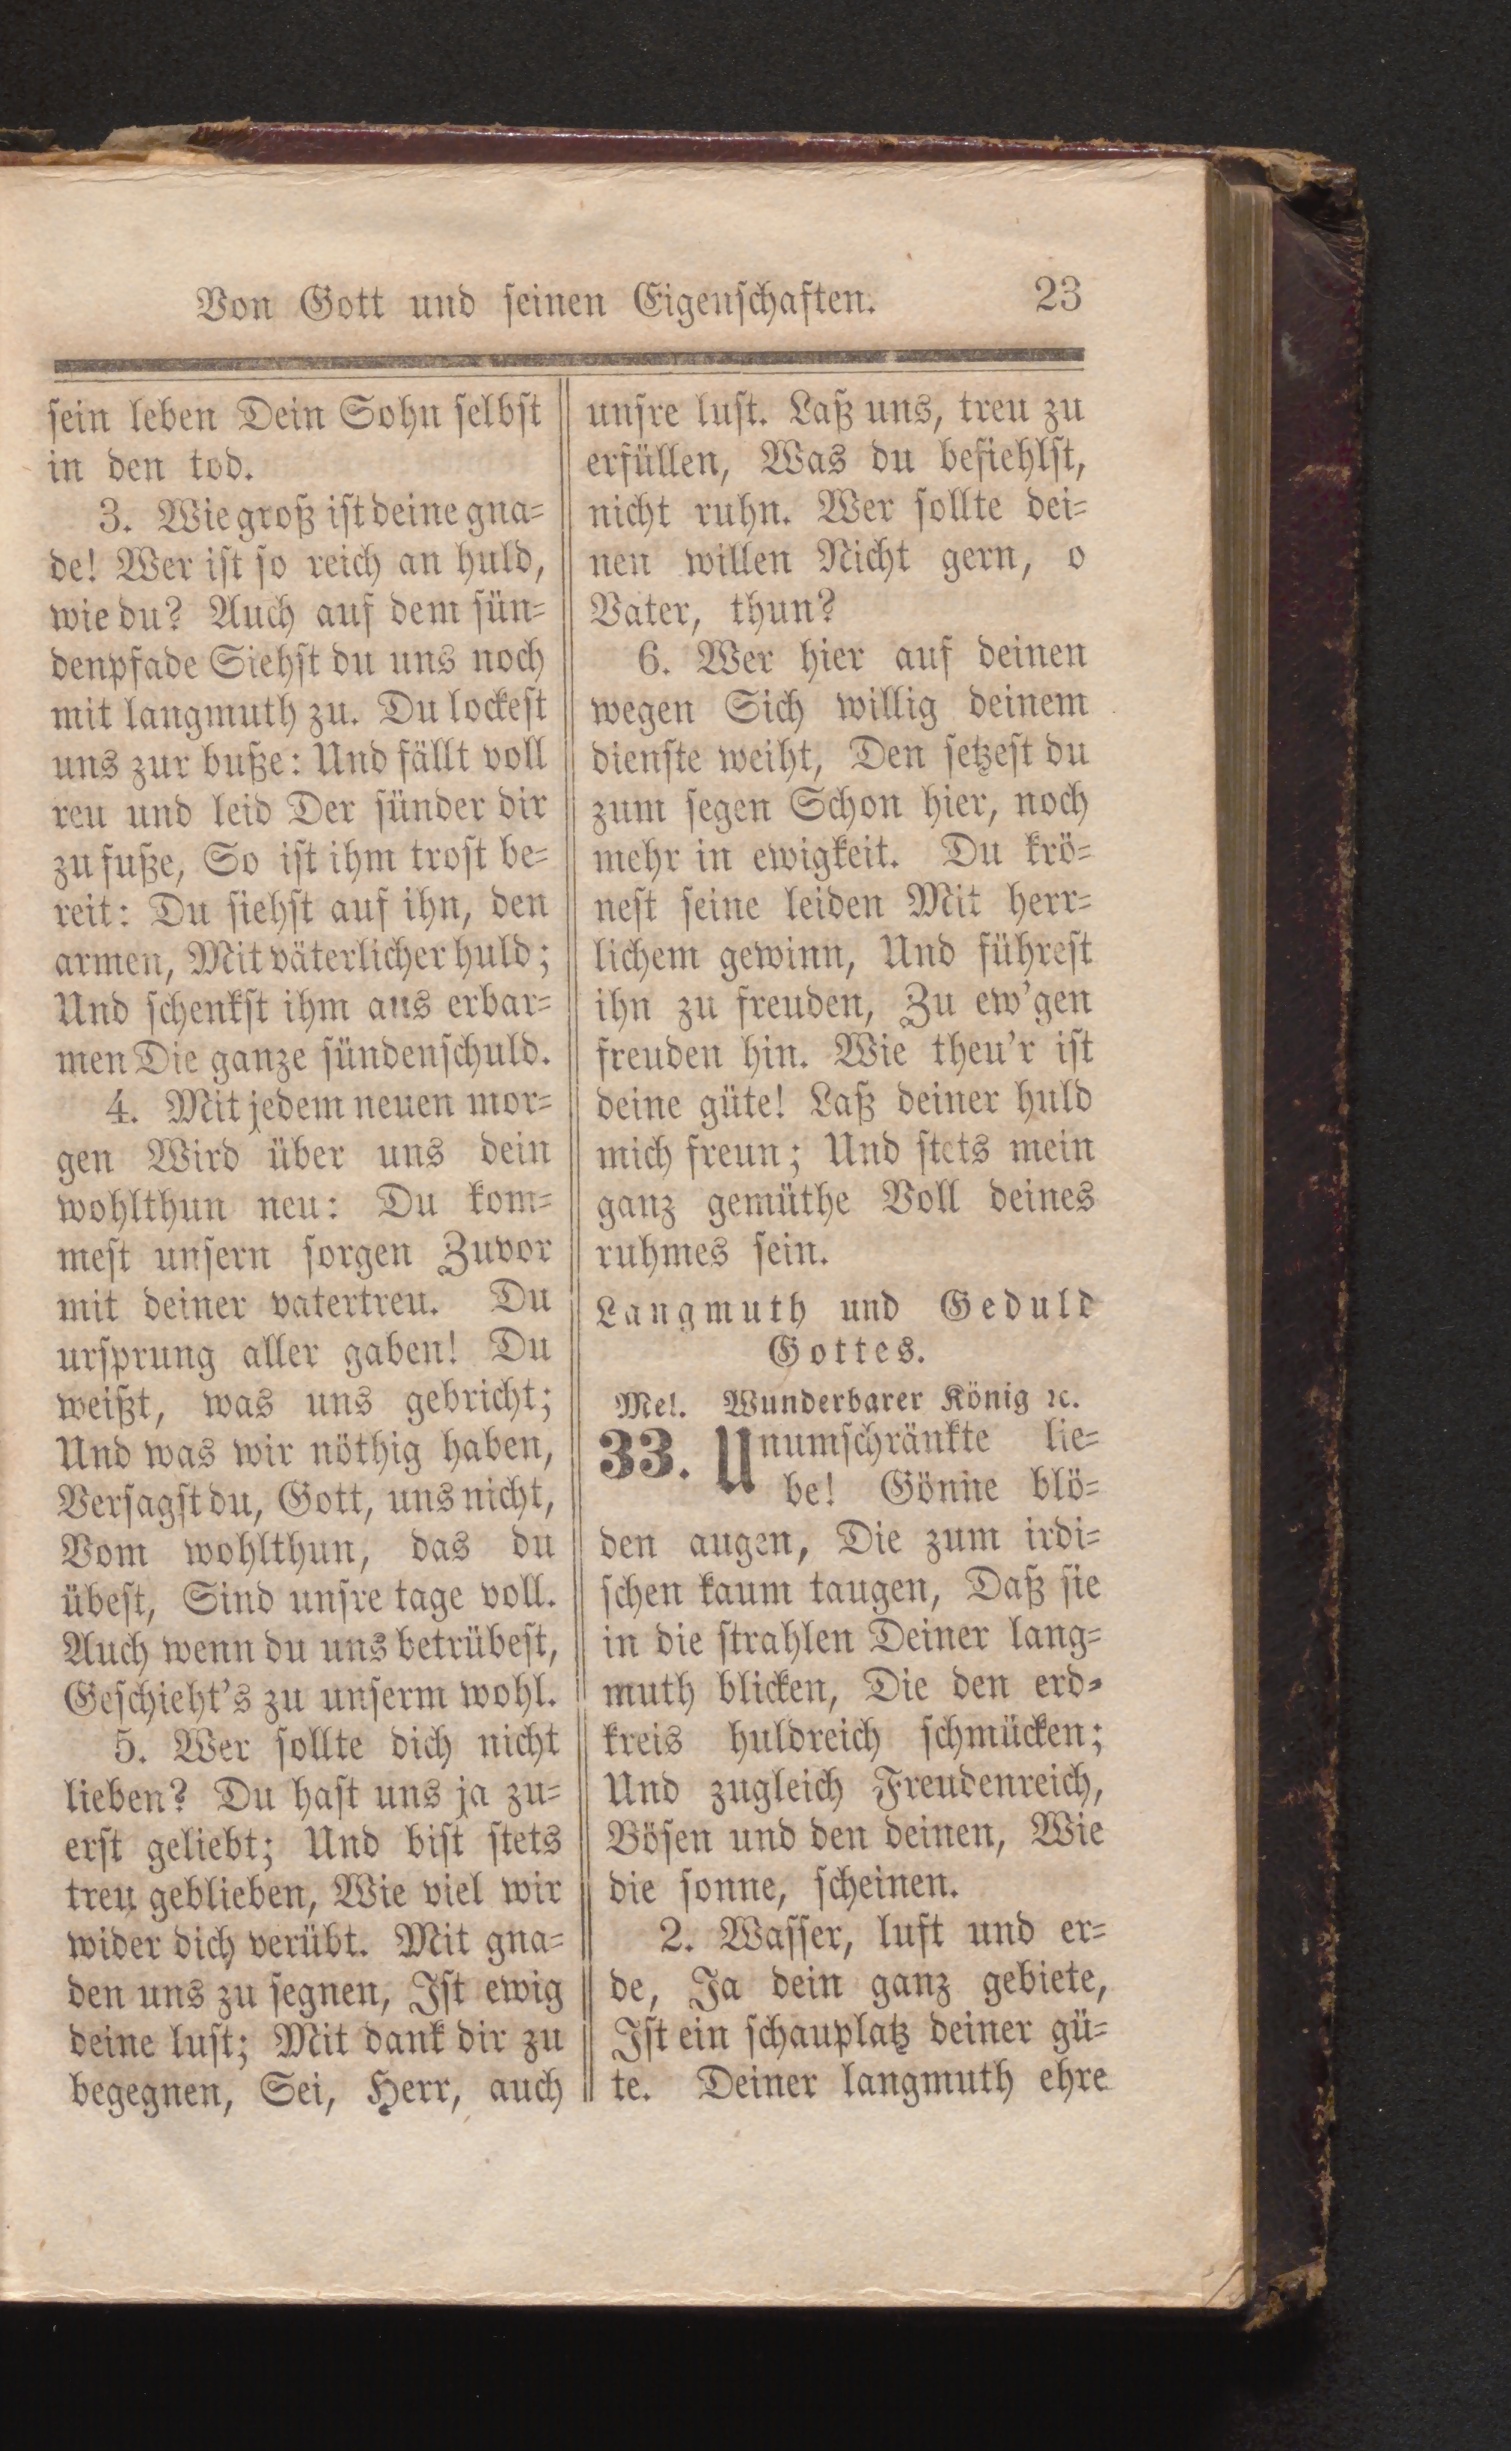 Von Gott und seinen Eigenschaften. 23
sein leben Dein Sohn selbst
in den tod.
3. Wie groß ist deine gna=
de! Wer ist so reich an huld,
wie du? Auch auf dem sün=
denpfade Siehst du uns noch
mit langmuth zu. Du lockest
uns zur buße: Und fällt voll
reu und leid Der sünder dir
zu fuße, So ist ihm trost be=
reit: Du siehst auf ihn, den
armen, Mit väterlicher huld;
Und schenkst ihm aus erbar=
men Die ganze sündenschuld.
4. Mit jedem neuen mor=
gen Wird über uns dein
wohlthun neu: Du kom=
mest unsern sorgen Zuvor
mit deiner vatertreu. Du
ursprung aller gaben! Du
weißt, was uns gebricht;
Und was wir nöthig haben,
Versagst du, Gott, uns nicht,
Vom wohlthun, das du
übest, Sind unsre tage voll.
Auch wenn du uns betrübest,
Geschieht's zu unserm wohl.
5. Wer sollte dich nicht
lieben? Du hast uns ja zu=
erst geliebt; Und bist stets
treu geblieben, Wie viel wir
wider dich verübt. Mit gna=
den uns zu segnen, Ist ewig
deine lust; Mit dank dir zu
begegnen, Sei, Herr, auch
unsre lust. Laß uns, treu zu
erfüllen, Was du befiehlst,
nicht ruhn. Wer sollte dei=
nen willen Nicht gern, o
Vater, thun?
6. Wer hier auf deinen
wegen Sich willig deinem
dienste weiht, Den setzest du
zum segen Schon hier, noch
mehr in ewigkeit. Du krö=
nest seine leiden Mit herr=
lichem gewinn, Und führest
ihn zu freuden, Zu ew'gen
freuden hin. Wie theu'r ist
deine güte! Laß deiner huld
mich freun; Und stets mein
ganz gemüthe Voll deines
ruhmes sein.
Langmuth und Geduld
Gottes.
Mel. Wunderbarer König ꝛc.
33. Unumschränkte lie=
be! Gönne blö=
den augen, Die zum irdi=
schen kaum taugen, Daß sie
in die strahlen Deiner lang=
muth blicken, Die den erd=
kreis huldreich schmücken;
Und zugleich Freudenreich,
Bösen und den deinen, Wie
die sonne, scheinen.
2. Wasser, luft und er=
de, Ja dein ganz gebiete,
Ist ein schauplatz deiner gü=
te. Deiner langmuth ehre